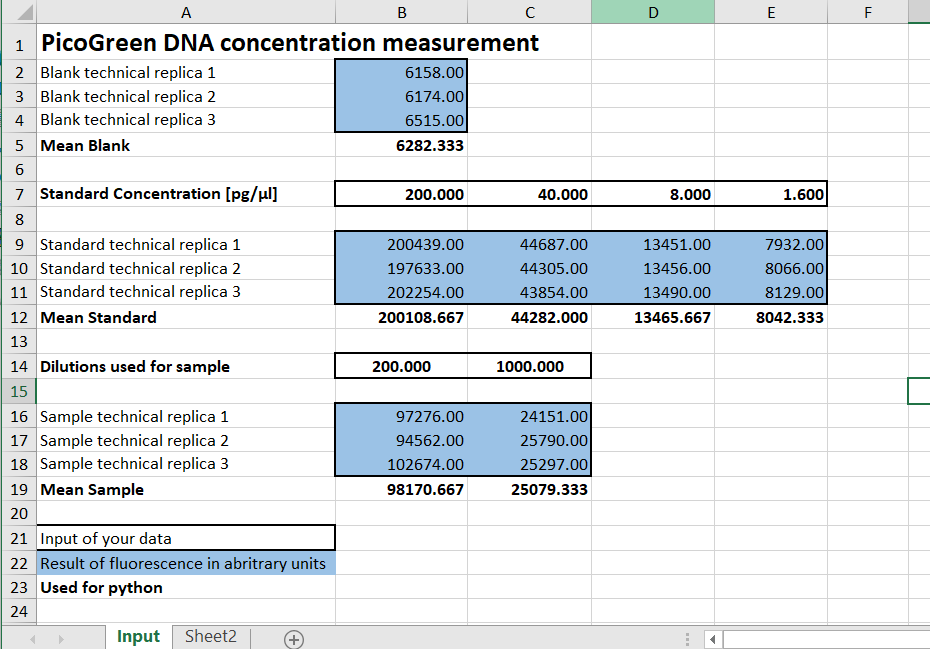 A B C D E F
1 PicoGreen DNA concentration measurement
2 Blank technical replica 1 6158.00
3 Blank technical replica 2 6174.00
4 Blank technical replica 3 6515.00
5 Mean Blank 6282.333
6
7 Standard Concentration [pg/µl] 200.000 40.000 8.000 1.600
8
9 Standard technical replica 1 200439.00 44687.00 13451.00 7932.00
10 Standard technical replica 2 197633.00 44305.00 13456.00 8066.00
11 Standard technical replica 3 202254.00 43854.00 13490.00 8129.00
12 Mean Standard 200108.667 44282.000 13465.667 8042.333
13
14 Dilutions used for sample 200.000 1000.000
15
16 Sample technical replica 1 97276.00 24151.00
17 Sample technical replica 2 94562.00 25790.00
18 Sample technical replica 3 102674.00 25297.00
19 Mean Sample 98170.667 25079.333
20
21 Input of your data
22 Result of fluorescence in abritrary units
23 Used for python
24
Input Sheet2